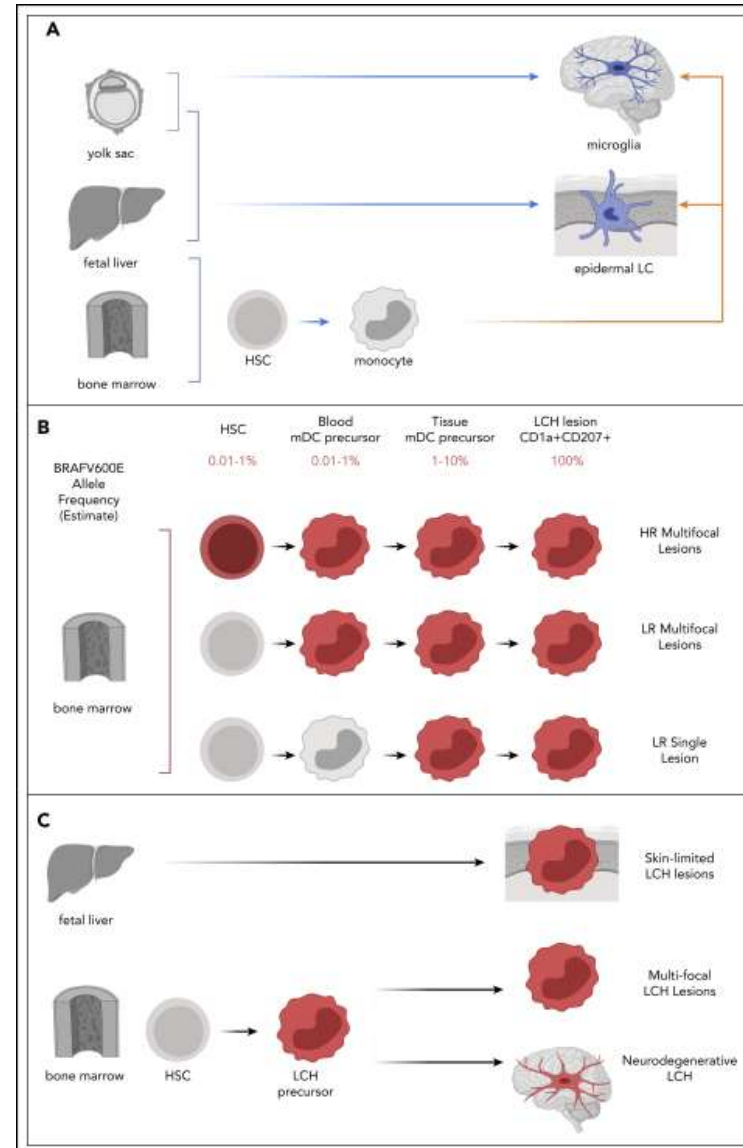 A
yolk sac
microglia
fetal liver
epidermal LC
HSC
monocyte
bone marrow
B
BRAFV600E
Allele
Frequency
(Estimate)
HSC
0.01-1%
Blood
mDC precursor
0.01-1%
Tissue
mDC precursor
1-10%
LCH lesion
CD1a+CD207+
100%
HR Multifocal
Lesions
LR Multifocal
Lesions
bone marrow
LR Single
Lesion
C
Skin-limited
LCH lesions
fetal liver
Multi-focal
LCH Lesions
bone marrow
HSC
LCH
precursor
Neurodegenerative
LCH